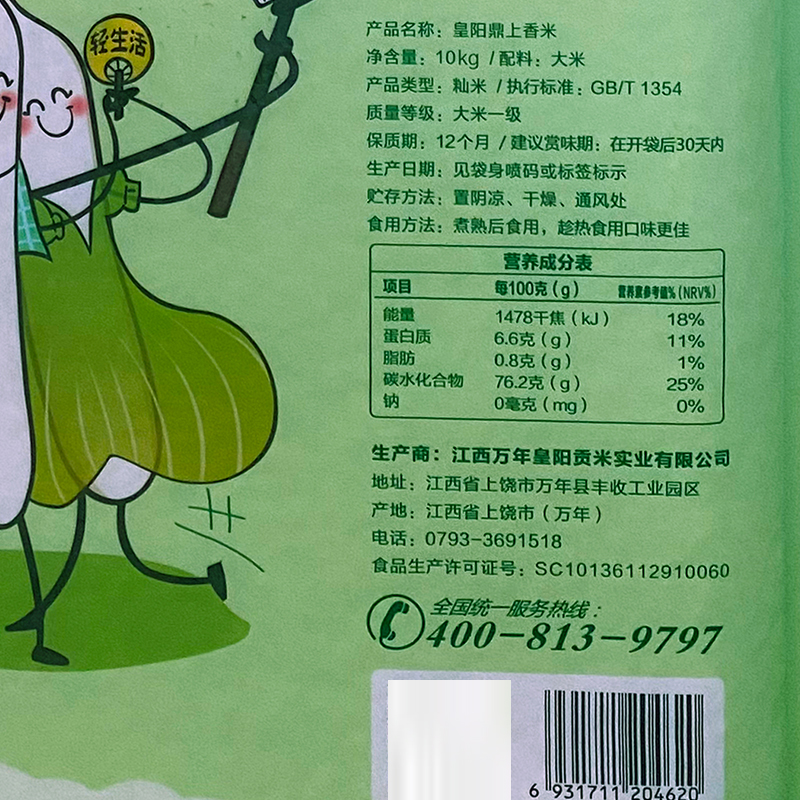 轻生活
产品名称：皇阳鼎上香米
净含量：10kg / 配料：大米
产品类型：籼米 / 执行标准：GB/T 1354
质量等级：大米一级
保质期：12个月 / 建议赏味期：在开袋后30天内
生产日期：见袋身喷码或标签标示
贮存方法：置阴凉、干燥、通风处
食用方法：煮熟后食用，趁热食用口味更佳
营养成分表
项目 每100克（g） 营养素参考值%（NRV%）
能量 1478千焦（kJ） 18%
蛋白质 6.6克（g） 11%
脂肪 0.8克（g） 1%
碳水化合物 76.2克（g） 25%
钠 0毫克（mg） 0%
生产商：江西万年皇阳贡米实业有限公司
地址：江西省上饶市万年县丰收工业园区
产地：江西省上饶市（万年）
电话：0793-3691518
食品生产许可证号：SC10136112910060
全国统一服务热线：
400-813-9797
6 931711 204620